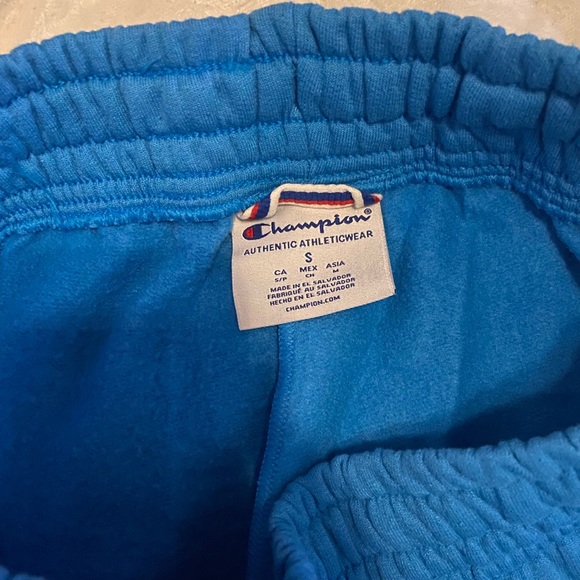 Champion®
AUTHENTIC ATHLETICWEAR
S
CA MEX ASIA
S/P CH M
MADE IN EL SALVADOR
FABRIQUÉ AU SALVADOR
HECHO EN EL SALVADOR
CHAMPION.COM